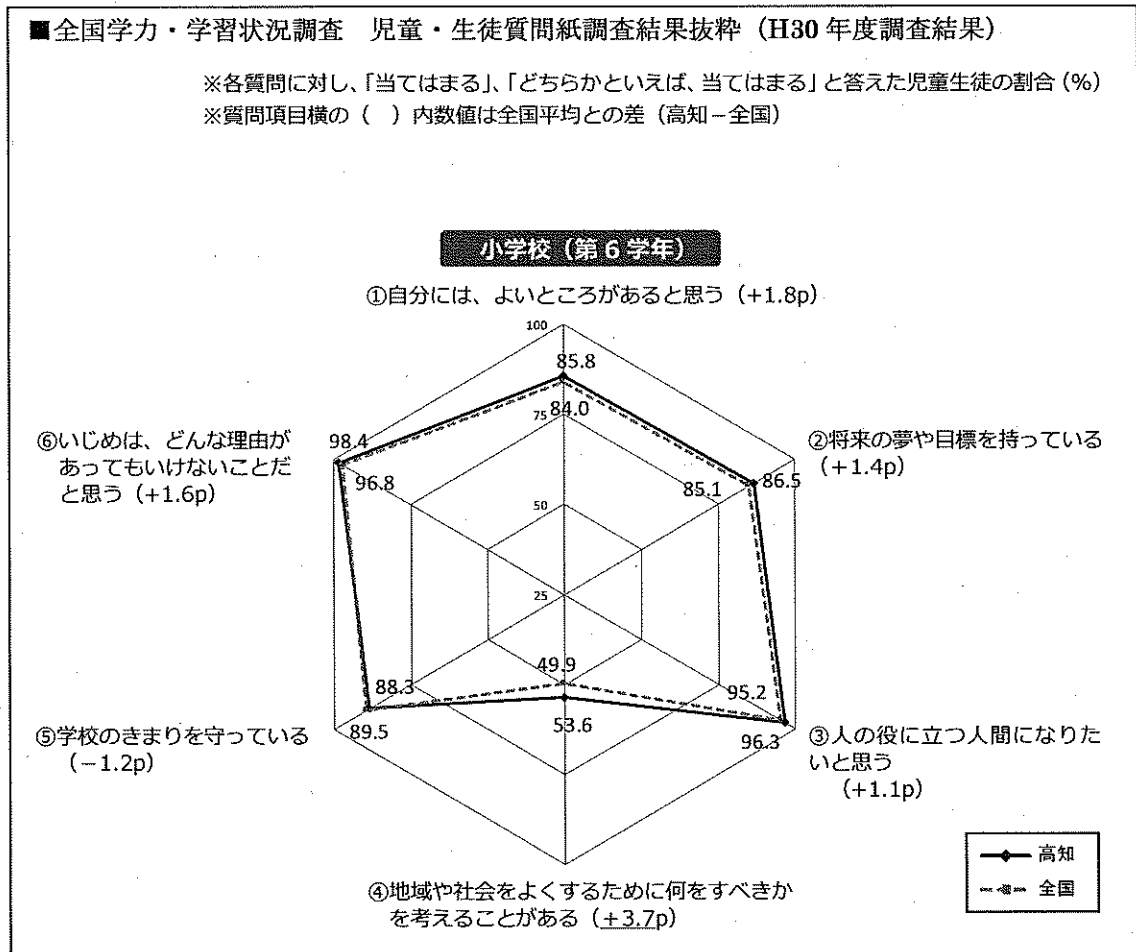 ■全国学力・学習状況調査　児童・生徒質問紙調査結果抜粋（H30 年度調査結果）
※各質問に対し、「当てはまる」、「どちらかといえば、当てはまる」と答えた児童生徒の割合（%）
※質問項目横の（　）内数値は全国平均との差（高知－全国）
小学校（第 6 学年）
①自分には、よいところがあると思う（+1.8p）
100
85.8
84.0
75
50
25
②将来の夢や目標を持っている
（+1.4p）
86.5
85.1
③人の役に立つ人間になりた
いと思う
（+1.1p）
95.2
96.3
49.9
53.6
④地域や社会をよくするために何をすべきか
を考えることがある（+3.7p）
88.3
89.5
⑤学校のきまりを守っている
（－1.2p）
⑥いじめは、どんな理由が
あってもいけないことだ
と思う（+1.6p）
98.4
96.8
高知
全国